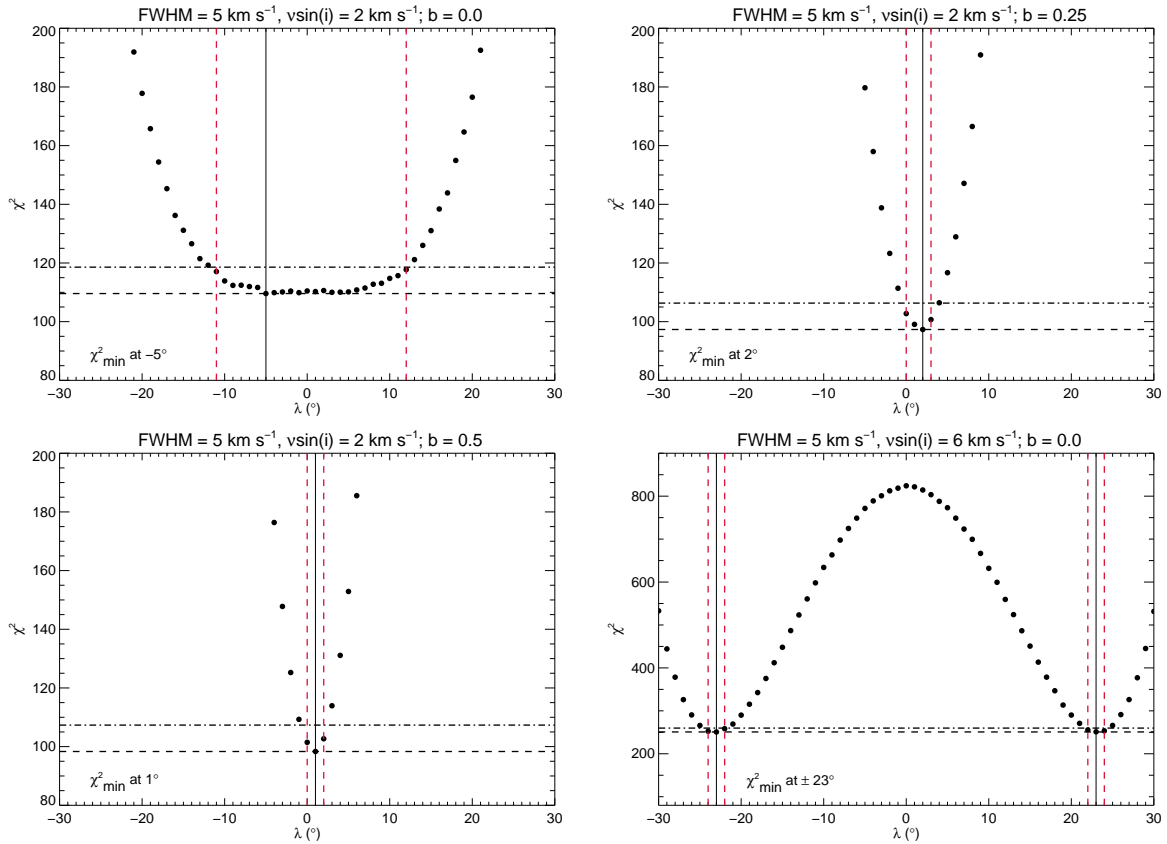 FWHM = 5 km s⁻¹, νsin(i) = 2 km s⁻¹; b = 0.0
200
180
160
140
120
100
80
χ²
χ²min at −5°
−30 −20 −10 0 10 20 30
λ (°)
FWHM = 5 km s⁻¹, νsin(i) = 2 km s⁻¹; b = 0.25
200
180
160
140
120
100
80
χ²
χ²min at 2°
−30 −20 −10 0 10 20 30
λ (°)
FWHM = 5 km s⁻¹, νsin(i) = 2 km s⁻¹; b = 0.5
200
180
160
140
120
100
80
χ²
χ²min at 1°
−30 −20 −10 0 10 20 30
λ (°)
FWHM = 5 km s⁻¹, νsin(i) = 6 km s⁻¹; b = 0.0
800
600
400
200
χ²
χ²min at ± 23°
−30 −20 −10 0 10 20 30
λ (°)